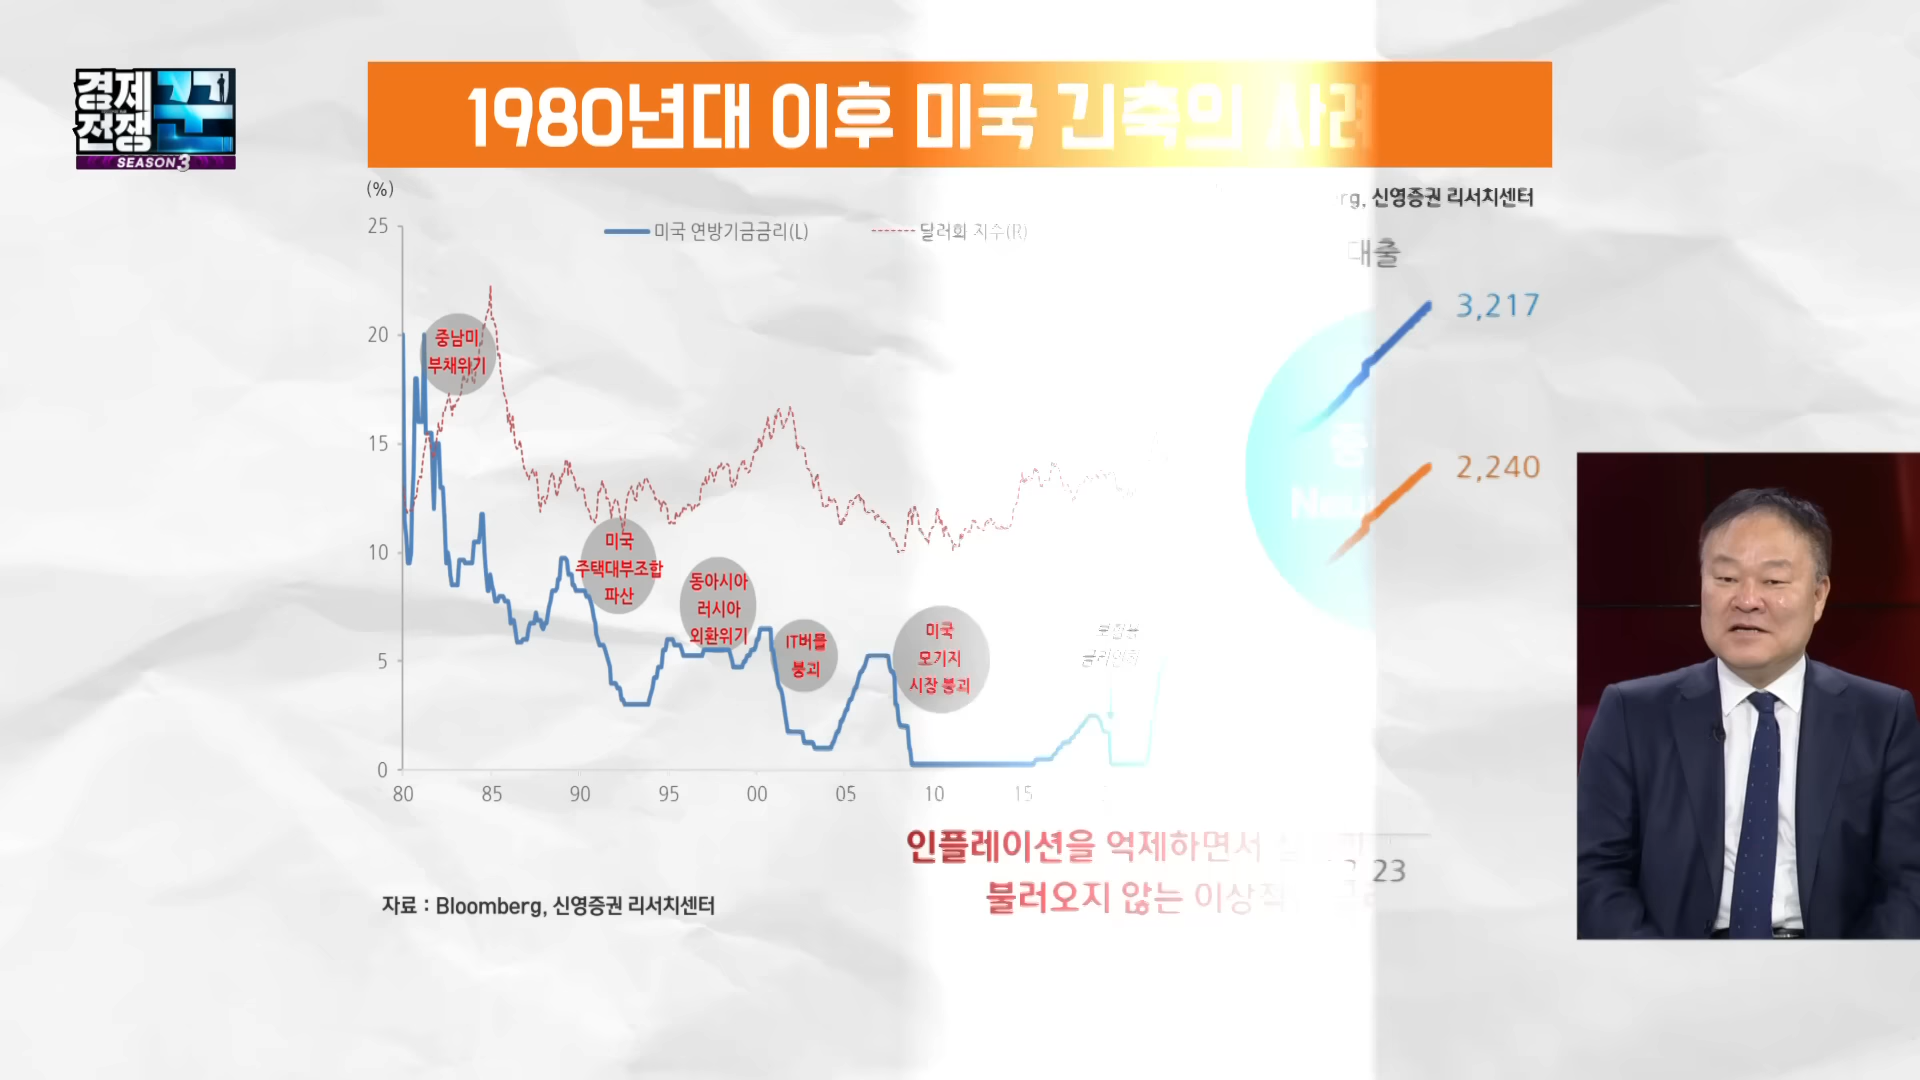 경제
전쟁
꾼
SEASON3
1980년대 이후 미국 긴축의 사례
(%)
신영증권 리서치센터
25
미국 연방기금금리(L)
달러화 지수(R)
대출
3,217
20
중남미
부채위기
15
2,240
10
미국
주택대부조합
파산
동아시아
러시아
외환위기
5
IT버블
붕괴
미국
모기지
시장 붕괴
0
80 85 90 95 00 05 10 15
인플레이션을 억제하면서
23
불러오지 않는
자료 : Bloomberg, 신영증권 리서치센터